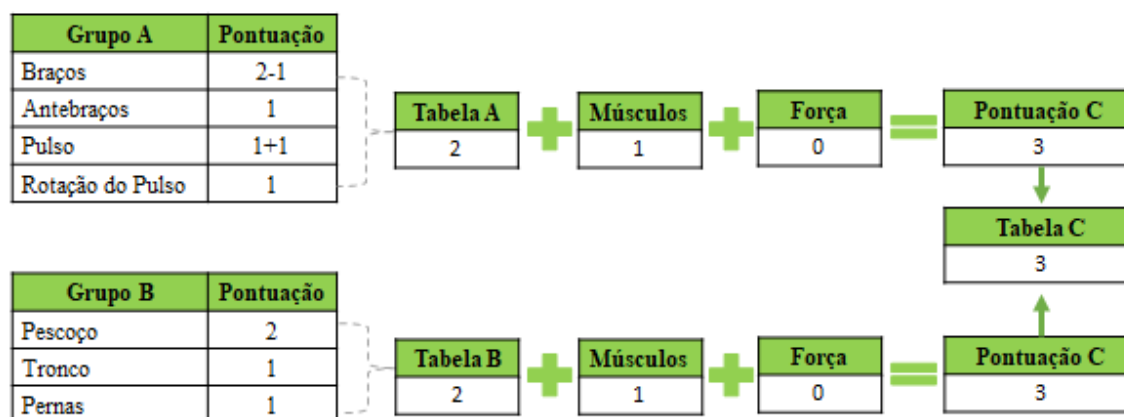 Grupo A Pontuação
Braços 2-1
Antebraços 1
Pulso 1+1
Rotação do Pulso 1
Tabela A Músculos Força Pontuação C
2 1 0 3
Tabela C
3
Grupo B Pontuação
Pescoço 2
Tronco 1
Pernas 1
Tabela B Músculos Força Pontuação C
2 1 0 3